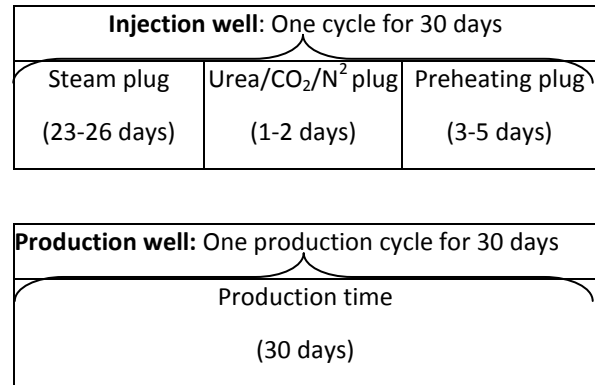 Injection well: One cycle for 30 days
Steam plug
(23-26 days)
Urea/CO₂/N² plug
(1-2 days)
Preheating plug
(3-5 days)
Production well: One production cycle for 30 days
Production time
(30 days)